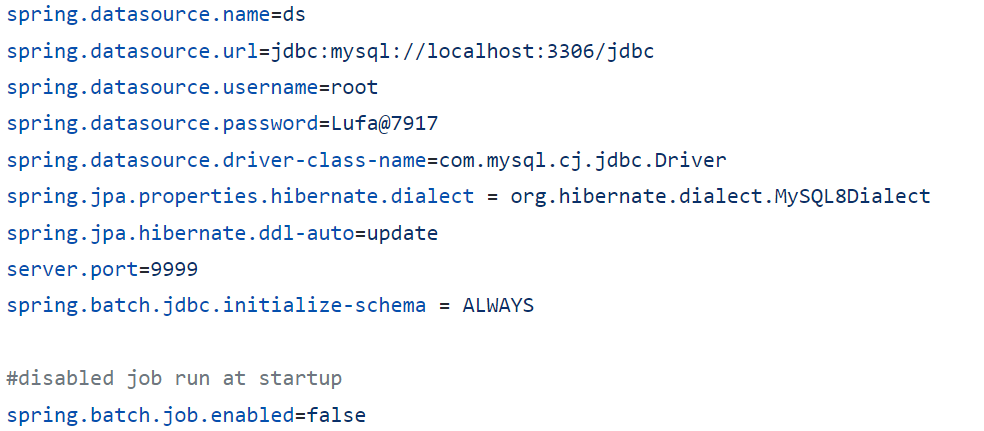 spring.datasource.name=ds
spring.datasource.url=jdbc:mysql://localhost:3306/jdbc
spring.datasource.username=root
spring.datasource.password=Lufa@7917
spring.datasource.driver-class-name=com.mysql.cj.jdbc.Driver
spring.jpa.properties.hibernate.dialect = org.hibernate.dialect.MySQL8Dialect
spring.jpa.hibernate.ddl-auto=update
server.port=9999
spring.batch.jdbc.initialize-schema = ALWAYS
#disabled job run at startup
spring.batch.job.enabled=false